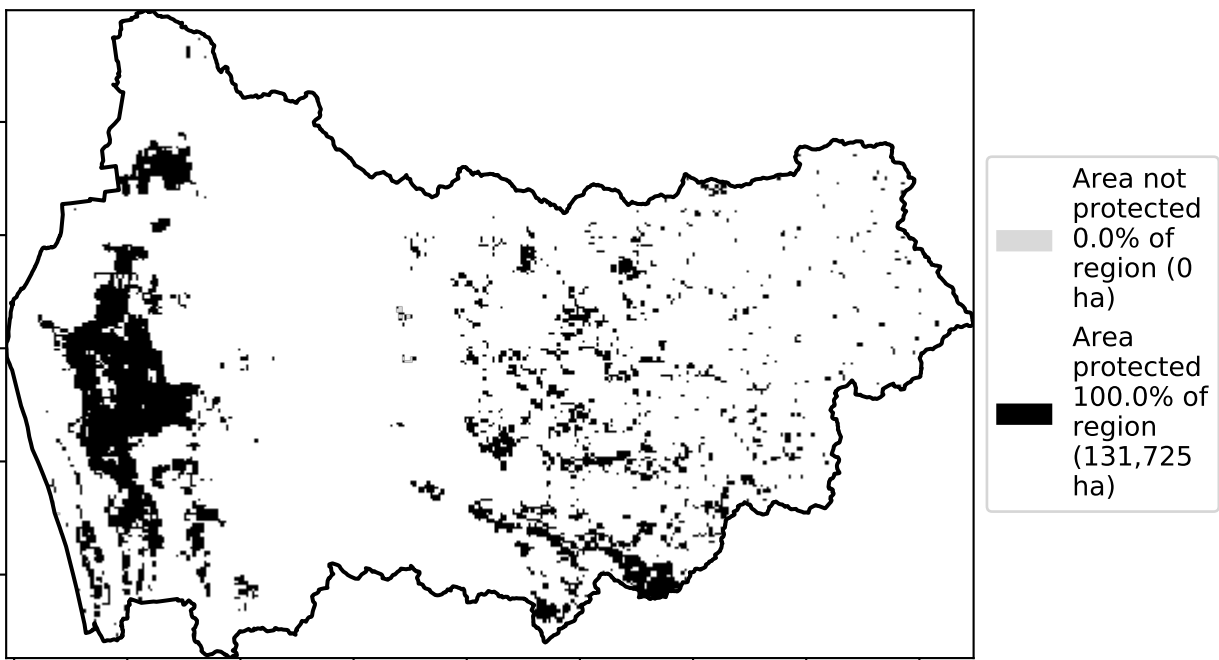 Area not
protected
0.0% of
region (0
ha)
Area
protected
100.0% of
region
(131,725
ha)